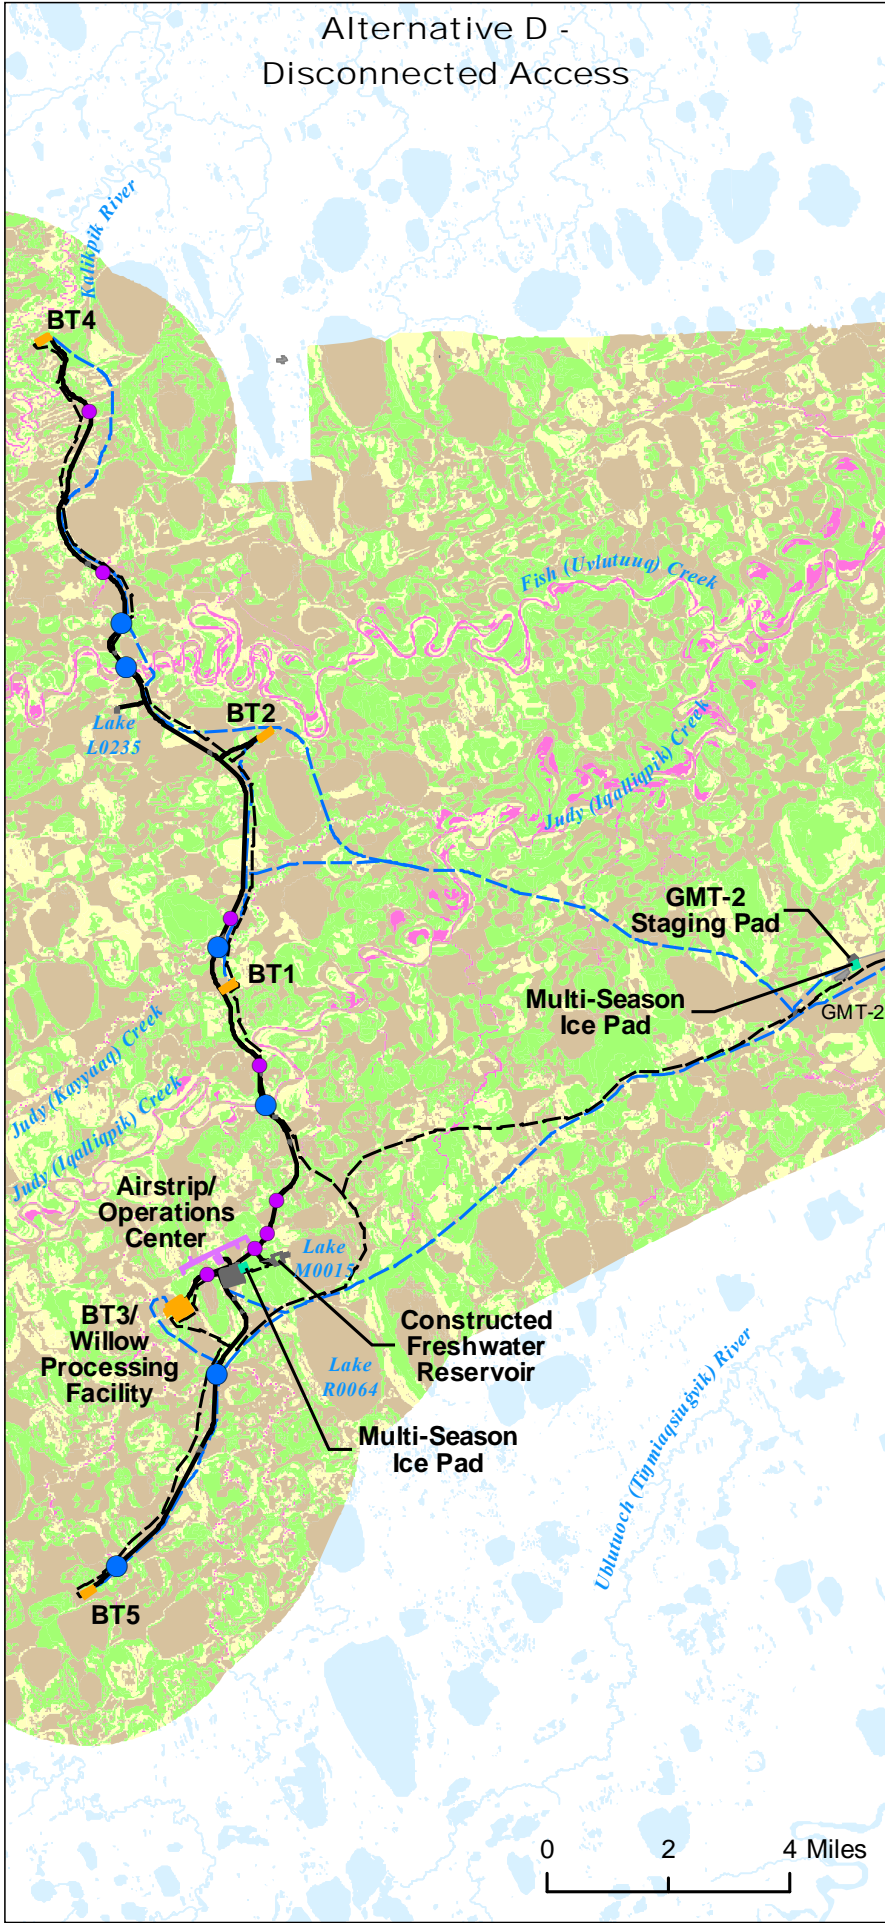 Alternative D -
Disconnected Access
Kalikpik River
BT4
Fish (Uvlutuuq) Creek
Lake
L0235
BT2
Judy (Iqalliqpik) Creek
GMT-2
Staging Pad
BT1
Multi-Season
Ice Pad
GMT-2
Judy (Kayyaaq) Creek
Judy (Iqalliqpik) Creek
Airstrip/
Operations
Center
Lake
M0015
BT3/
Willow
Processing
Facility
Constructed
Freshwater
Reservoir
Lake
R0064
Multi-Season
Ice Pad
Ublutuoch (Tiŋmiaqsiuġvik) River
BT5
0 2 4 Miles